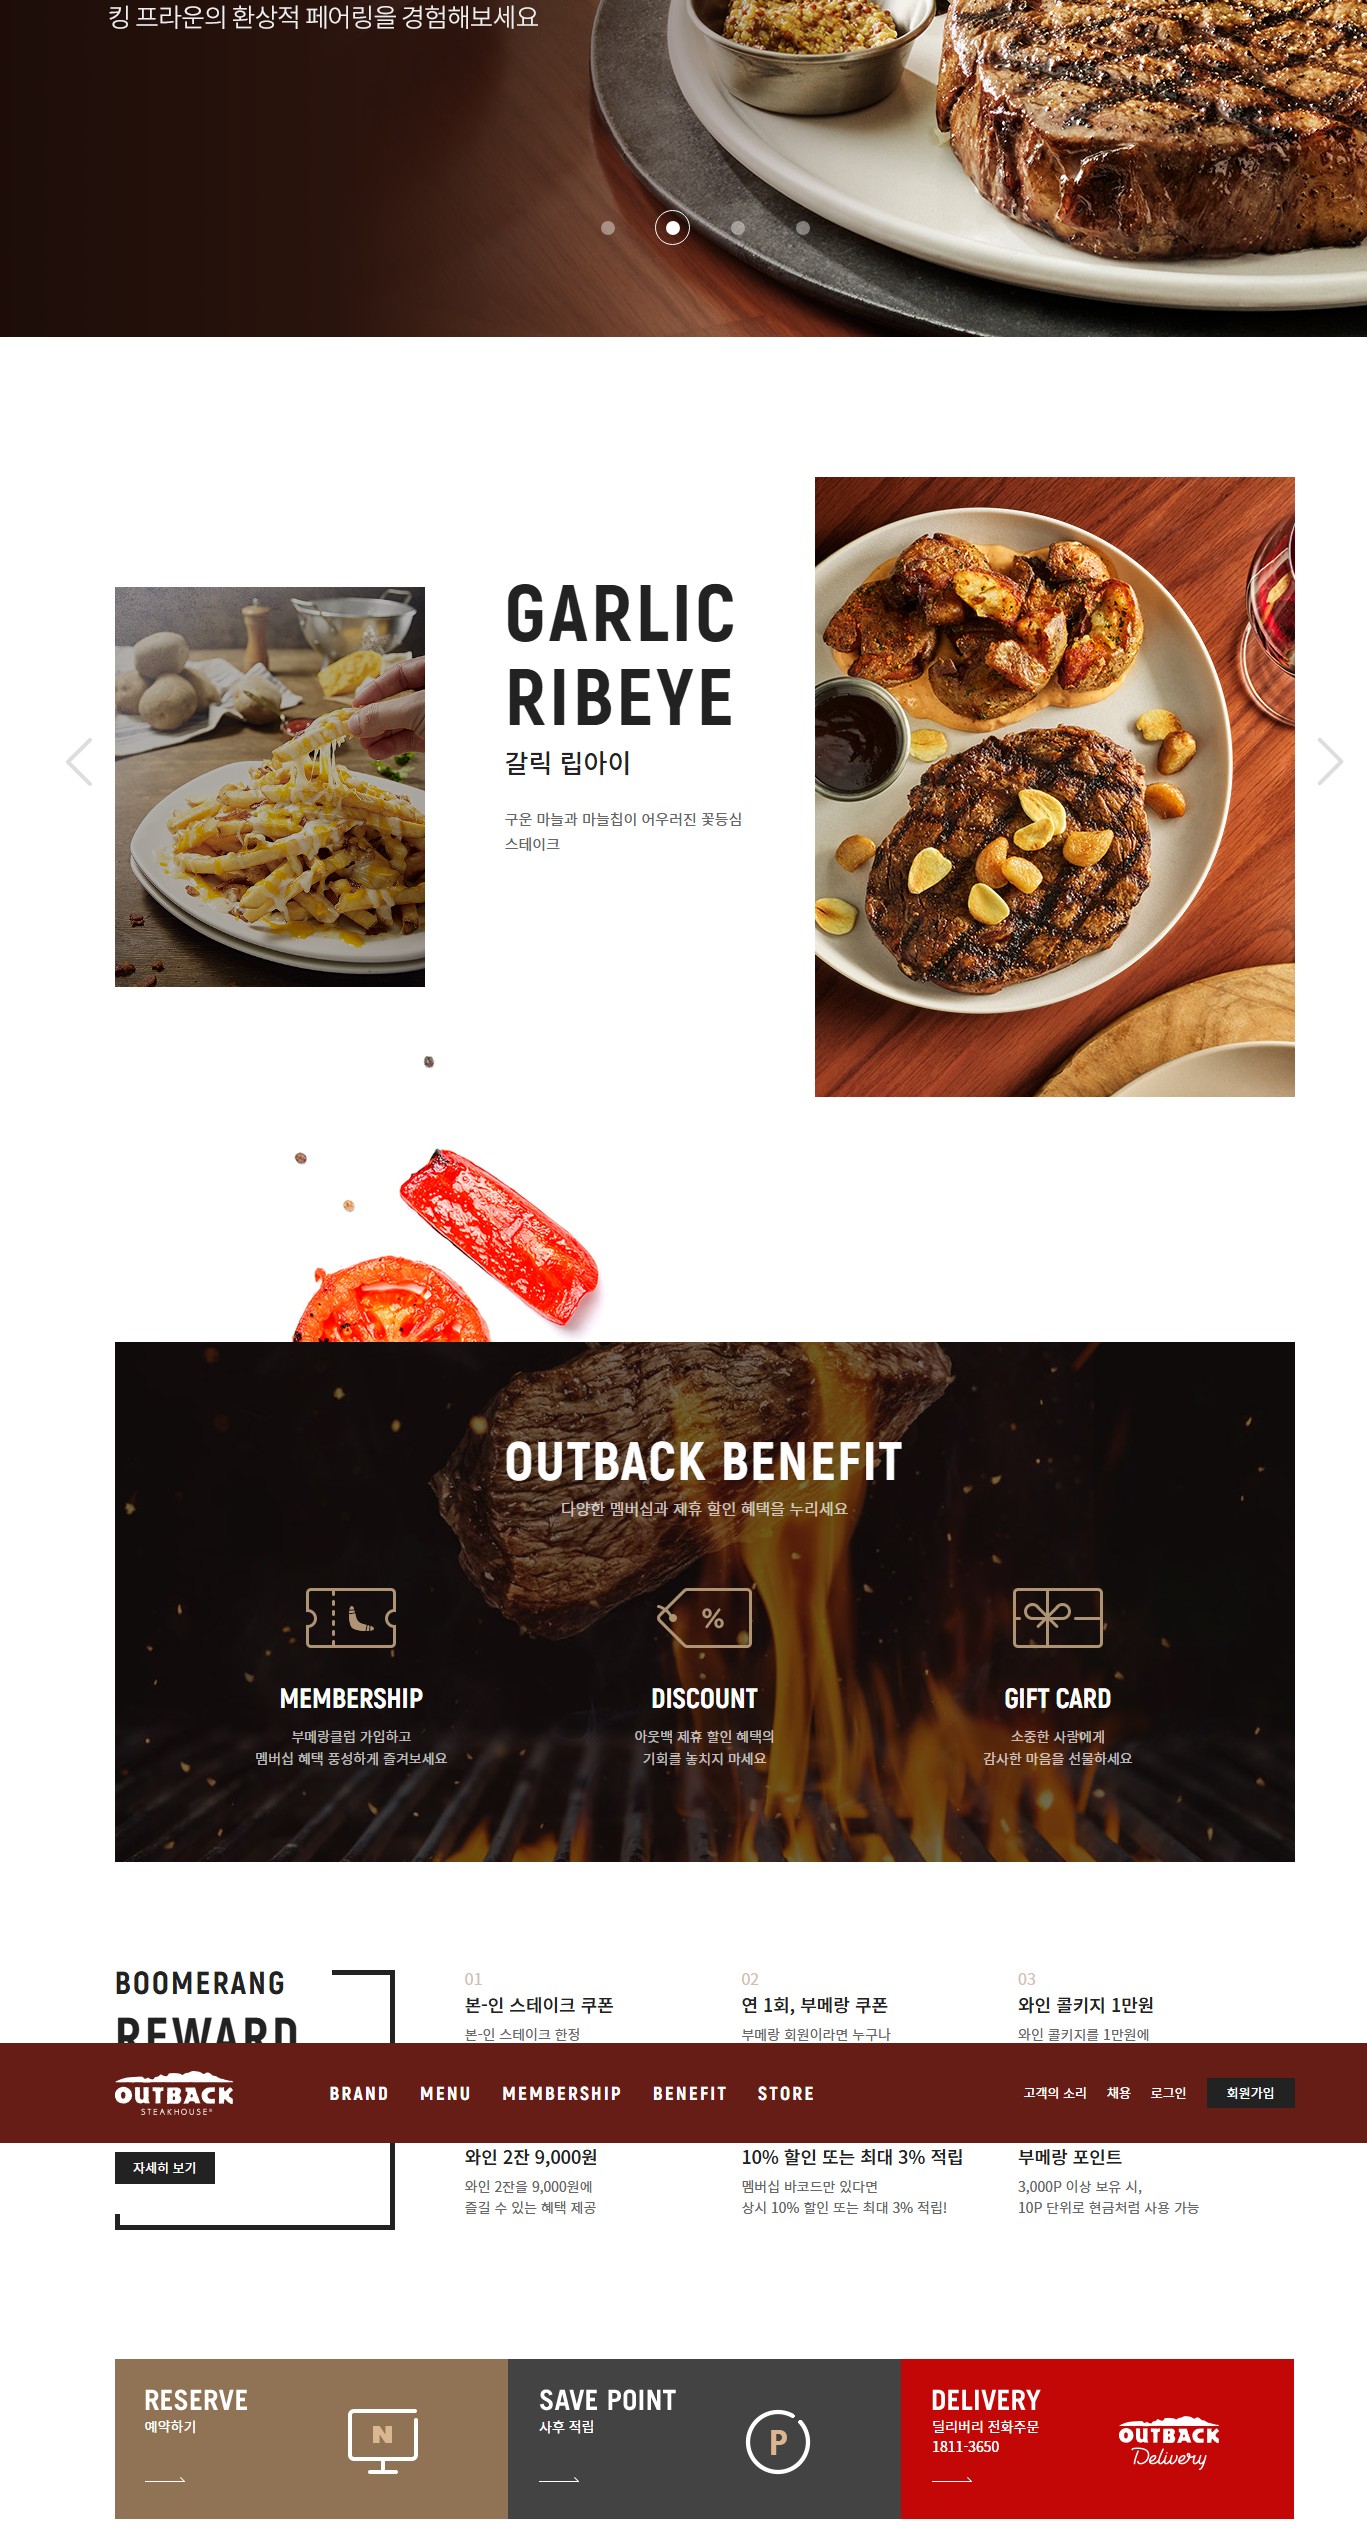 킹 프라운의 환상적 페어링을 경험해보세요
GARLIC
RIBEYE
갈릭 립아이
구운 마늘과 마늘칩이 어우러진 꽃등심
스테이크
OUTBACK BENEFIT
다양한 멤버십과 제휴 할인 혜택을 누리세요
%
MEMBERSHIP
부메랑클럽 가입하고
멤버십 혜택 풍성하게 즐겨보세요
DISCOUNT
아웃백 제휴 할인 혜택의
기회를 놓치지 마세요
GIFT CARD
소중한 사람에게
감사한 마음을 선물하세요
BOOMERANG
REWARD
01
본-인 스테이크 쿠폰
본-인 스테이크 한정
02
연 1회, 부메랑 쿠폰
부메랑 회원이라면 누구나
03
와인 콜키지 1만원
와인 콜키지를 1만원에
OUTBACK
STEAKHOUSE®
BRAND MENU MEMBERSHIP BENEFIT STORE
고객의 소리 채용 로그인 회원가입
자세히 보기
와인 2잔 9,000원
와인 2잔을 9,000원에
즐길 수 있는 혜택 제공
10% 할인 또는 최대 3% 적립
멤버십 바코드만 있다면
상시 10% 할인 또는 최대 3% 적립!
부메랑 포인트
3,000P 이상 보유 시,
10P 단위로 현금처럼 사용 가능
RESERVE
예약하기
N
SAVE POINT
사후 적립
P
DELIVERY
딜리버리 전화주문
1811-3650
OUTBACK
Delivery